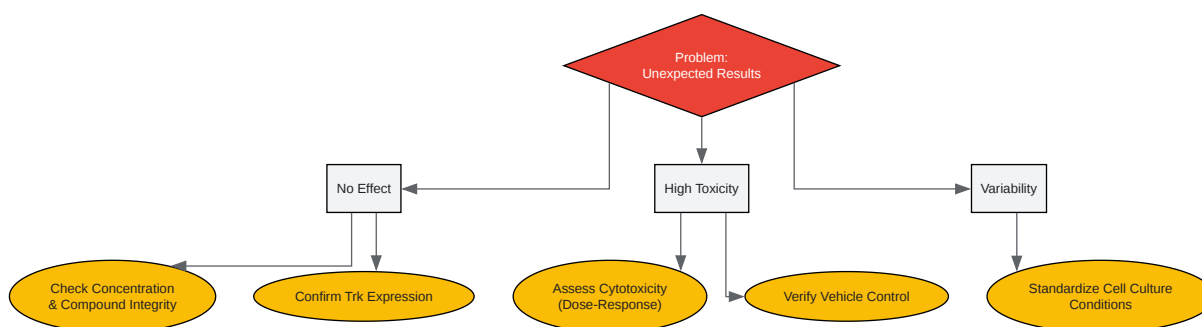 Problem:
Unexpected Results
No Effect
High Toxicity
Variability
Check Concentration
& Compound Integrity
Confirm Trk Expression
Assess Cytotoxicity
(Dose-Response)
Verify Vehicle Control
Standardize Cell Culture
Conditions